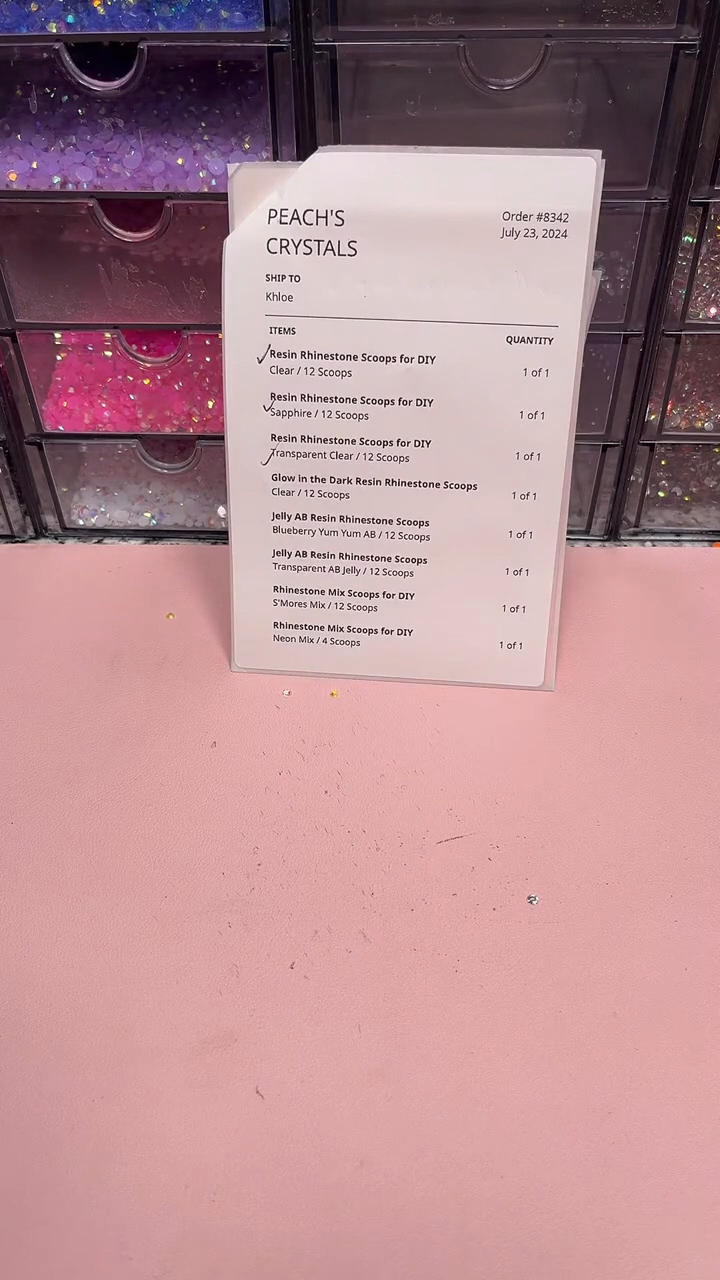 PEACH'S
CRYSTALS
Order #8342
July 23, 2024
SHIP TO
Khloe
ITEMS
QUANTITY
Resin Rhinestone Scoops for DIY
Clear / 12 Scoops
1 of 1
Resin Rhinestone Scoops for DIY
Sapphire / 12 Scoops
1 of 1
Resin Rhinestone Scoops for DIY
Transparent Clear / 12 Scoops
1 of 1
Glow in the Dark Resin Rhinestone Scoops
Clear / 12 Scoops
1 of 1
Jelly AB Resin Rhinestone Scoops
Blueberry Yum Yum AB / 12 Scoops
1 of 1
Jelly AB Resin Rhinestone Scoops
Transparent AB Jelly / 12 Scoops
1 of 1
Rhinestone Mix Scoops for DIY
S'Mores Mix / 12 Scoops
1 of 1
Rhinestone Mix Scoops for DIY
Neon Mix / 4 Scoops
1 of 1